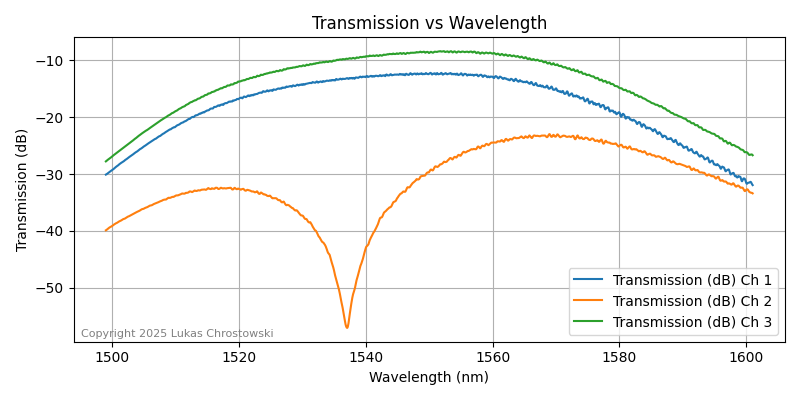 Transmission vs Wavelength
Transmission (dB)
−10
−20
−30
−40
−50
Transmission (dB) Ch 1
Transmission (dB) Ch 2
Transmission (dB) Ch 3
Copyright 2025 Lukas Chrostowski
1500 1520 1540 1560 1580 1600
Wavelength (nm)